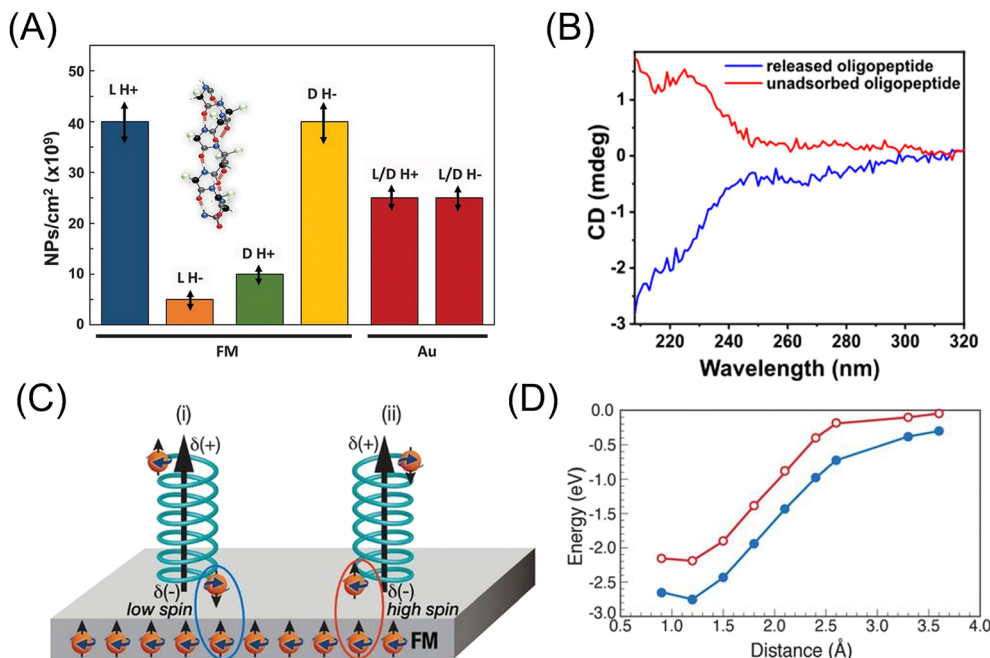 (A)
NPs/cm² (x10⁹)
50
40
30
20
10
0
L H+
L H-
D H+
D H-
L/D H+
L/D H-
FM
Au
(B)
CD (mdeg)
1
0
-1
-2
-3
released oligopeptide
unadsorbed oligopeptide
220
240
260
280
300
320
Wavelength (nm)
(C)
(i)
δ(+)
δ(-)
low spin
(ii)
δ(+)
δ(-)
high spin
FM
(D)
Energy (eV)
0.0
-0.5
-1.0
-1.5
-2.0
-2.5
-3.0
0.5
1.0
1.5
2.0
2.5
3.0
3.5
4.0
Distance (Å)